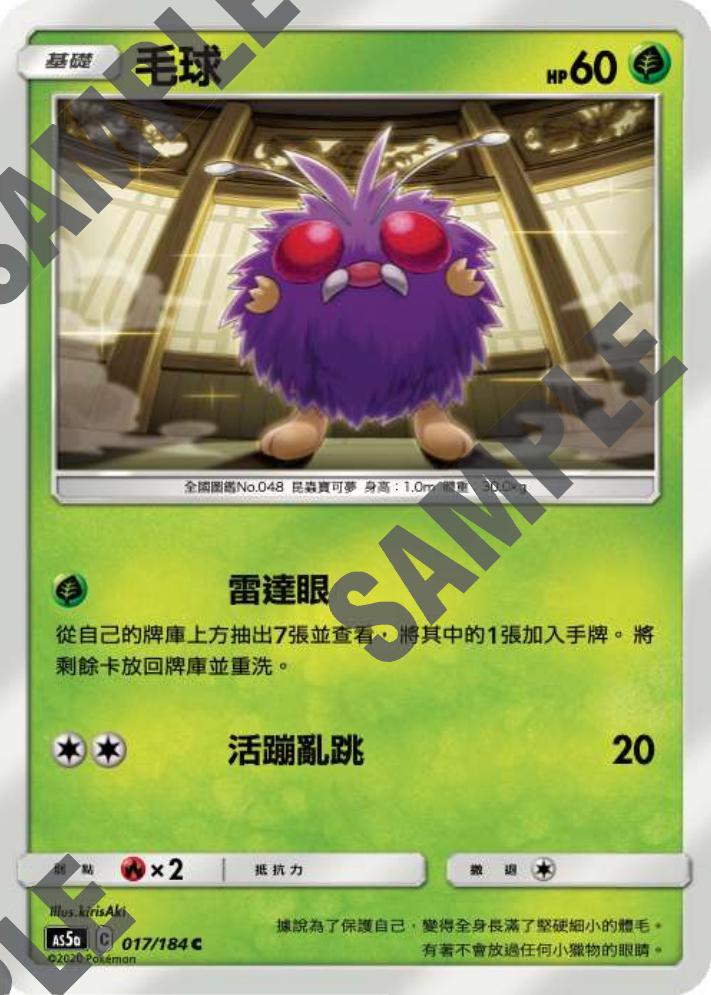 SAMPLE
基礎 毛球 HP60
全國圖鑑No.048 昆蟲寶可夢 身高：1.0m 體重：30.0kg
SAMPLE
雷達眼
從自己的牌庫上方抽出7張並查看，將其中的1張加入手牌。將
剩餘卡放回牌庫並重洗。
活蹦亂跳 20
弱點 ×2 抵抗力 撤退
Illus.kirisAki
據說為了保護自己，變得全身長滿了堅硬細小的體毛。
AS5a C 017/184 C
有著不會放過任何小獵物的眼睛。
©2020 Pokémon